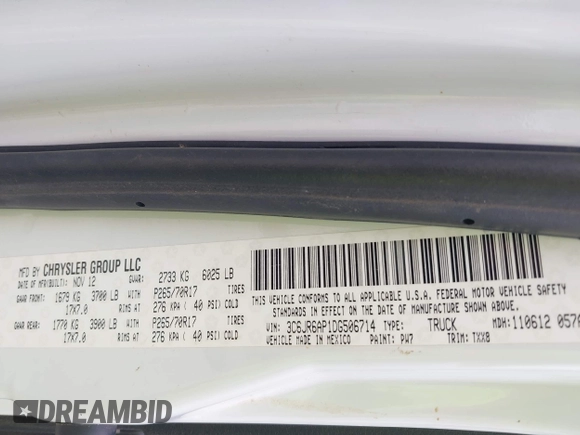 MFD BY CHRYSLER GROUP LLC
DATE OF MFR(BUILT): NOV 12 GVWR: 2733 KG 6025 LB
GAWR FRONT: 1679 KG 3700 LB WITH TIRES
17X7.0 RIMS AT P265/70R17
276 KPA ( 40 PSI) COLD
GAWR REAR: 1770 KG 3900 LB WITH TIRES
17X7.0 RIMS AT P265/70R17
276 KPA ( 40 PSI) COLD
THIS VEHICLE CONFORMS TO ALL APPLICABLE U.S.A. FEDERAL MOTOR VEHICLE SAFETY
STANDARDS IN EFFECT ON THE DATE OF MANUFACTURE SHOWN ABOVE.
VIN: 3C6JR6AP1DG506714 TYPE: TRUCK MDH: 110612 057
VEHICLE MADE IN MEXICO PAINT: PW7 TRIM: TXX8
DREAMBID